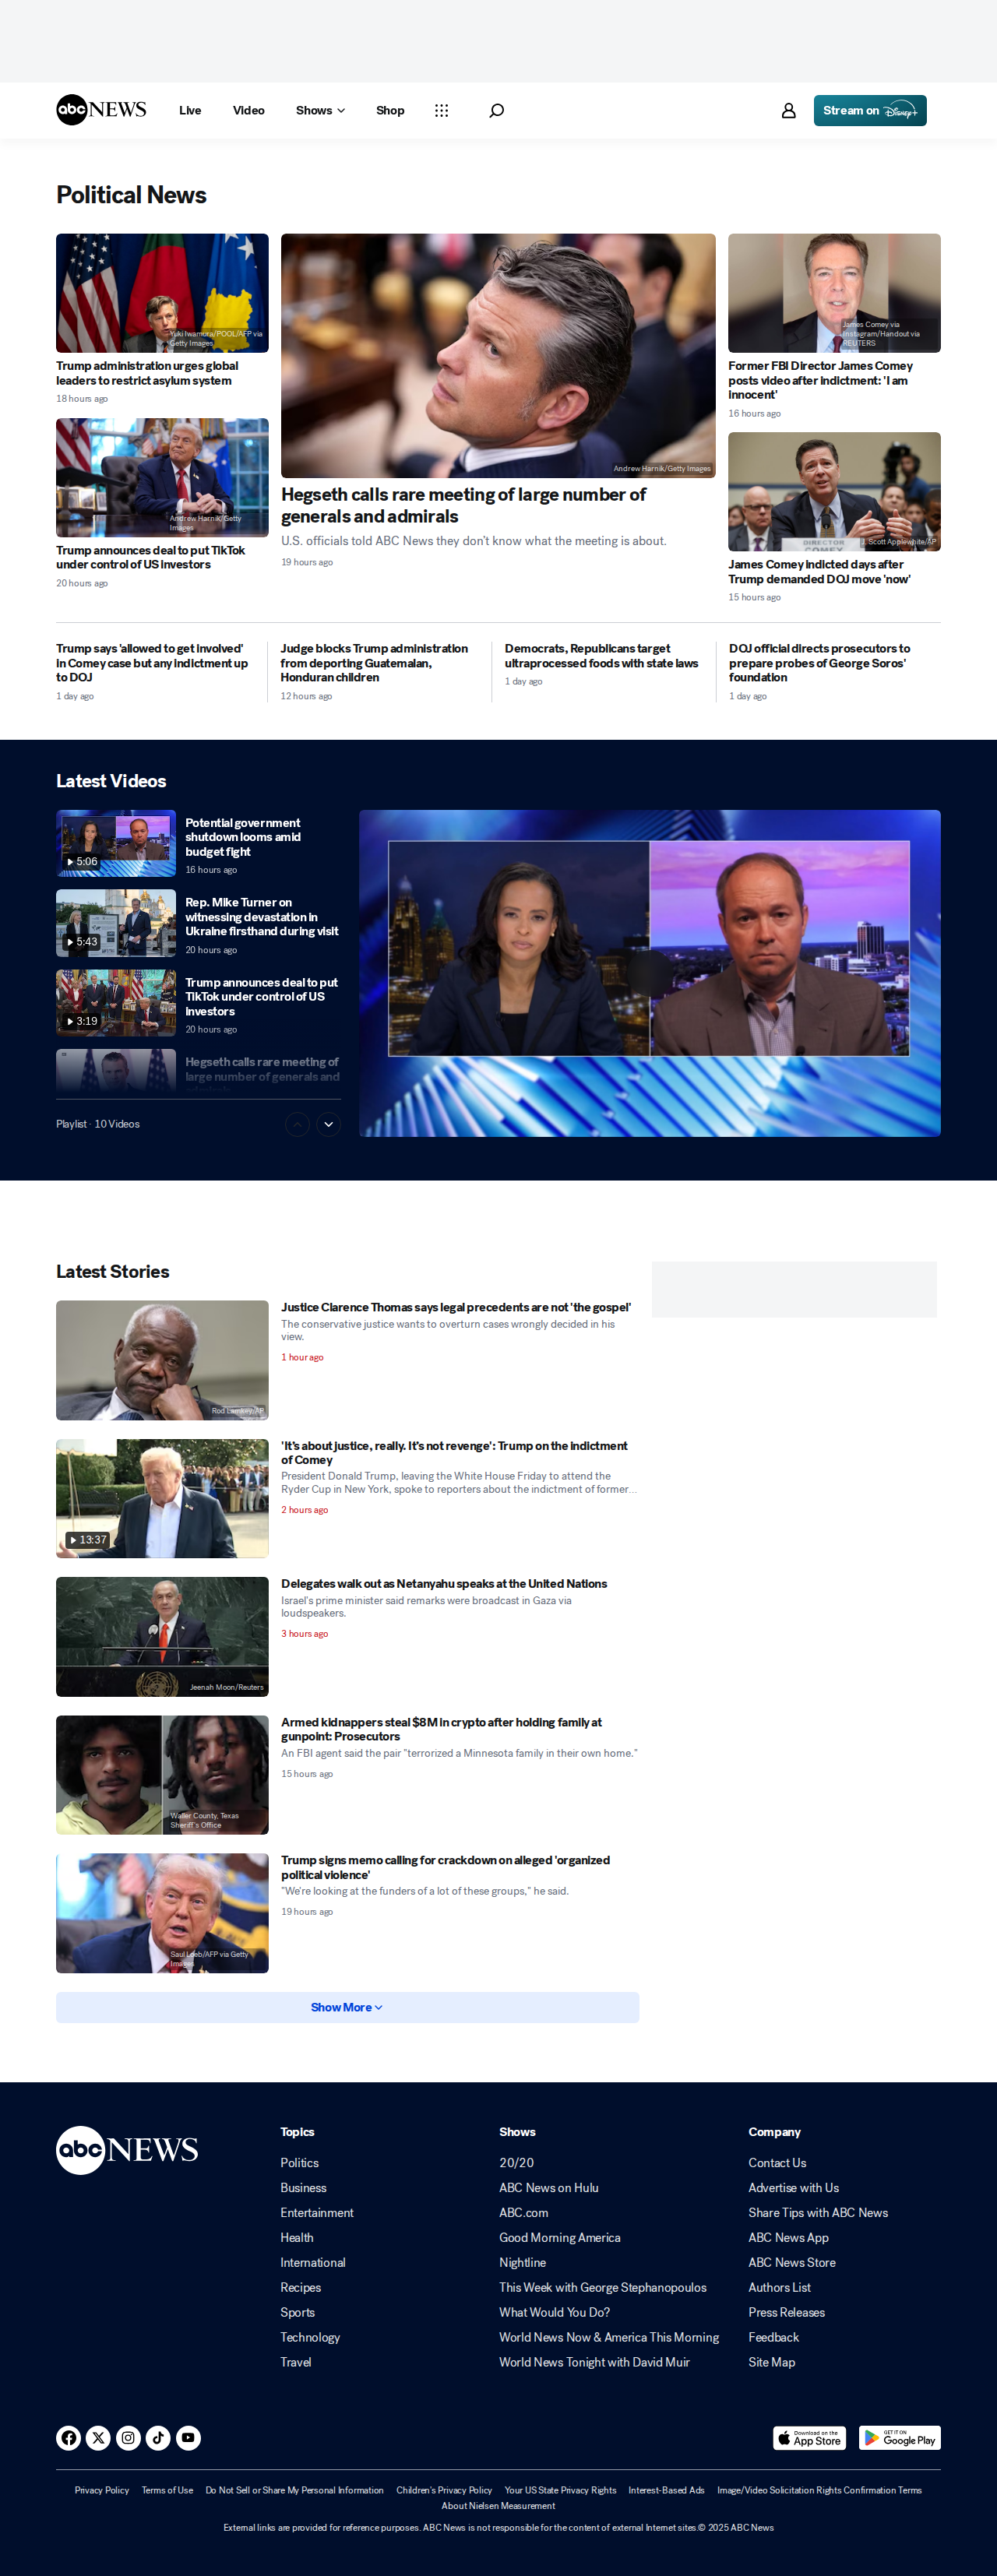 abc NEWS
Live
Video
Shows
Shop
Stream on Disney+
Political News
Yuki Iwamura/POOL/AFP via
Getty Images
Trump administration urges global
leaders to restrict asylum system
18 hours ago
Andrew Harnik/Getty
Images
Trump announces deal to put TikTok
under control of US investors
20 hours ago
Andrew Harnik/Getty Images
Hegseth calls rare meeting of large number of
generals and admirals
U.S. officials told ABC News they don't know what the meeting is about.
19 hours ago
James Comey via
Instagram/Handout via
REUTERS
Former FBI Director James Comey
posts video after indictment: 'I am
innocent'
16 hours ago
DIRECTOR
COMEY
J. Scott Applewhite/AP
James Comey indicted days after
Trump demanded DOJ move 'now'
15 hours ago
Trump says 'allowed to get involved'
in Comey case but any indictment up
to DOJ
1 day ago
Judge blocks Trump administration
from deporting Guatemalan,
Honduran children
12 hours ago
Democrats, Republicans target
ultraprocessed foods with state laws
1 day ago
DOJ official directs prosecutors to
prepare probes of George Soros'
foundation
1 day ago
Latest Videos
5:06
Potential government
shutdown looms amid
budget fight
16 hours ago
5:43
Rep. Mike Turner on
witnessing devastation in
Ukraine firsthand during visit
20 hours ago
3:19
Trump announces deal to put
TikTok under control of US
investors
20 hours ago
Hegseth calls rare meeting of
large number of generals and
admirals
Playlist · 10 Videos
Latest Stories
Rod Lamkey/AP
Justice Clarence Thomas says legal precedents are not 'the gospel'
The conservative justice wants to overturn cases wrongly decided in his
view.
1 hour ago
13:37
'It's about justice, really. It's not revenge': Trump on the indictment
of Comey
President Donald Trump, leaving the White House Friday to attend the
Ryder Cup in New York, spoke to reporters about the indictment of former…
2 hours ago
Jeenah Moon/Reuters
Delegates walk out as Netanyahu speaks at the United Nations
Israel's prime minister said remarks were broadcast in Gaza via
loudspeakers.
3 hours ago
Waller County, Texas
Sheriff's Office
Armed kidnappers steal $8M in crypto after holding family at
gunpoint: Prosecutors
An FBI agent said the pair "terrorized a Minnesota family in their own home."
15 hours ago
Saul Loeb/AFP via Getty
Images
Trump signs memo calling for crackdown on alleged 'organized
political violence'
"We're looking at the funders of a lot of these groups," he said.
19 hours ago
Show More
abc NEWS
Topics
Politics
Business
Entertainment
Health
International
Recipes
Sports
Technology
Travel
Shows
20/20
ABC News on Hulu
ABC.com
Good Morning America
Nightline
This Week with George Stephanopoulos
What Would You Do?
World News Now & America This Morning
World News Tonight with David Muir
Company
Contact Us
Advertise with Us
Share Tips with ABC News
ABC News App
ABC News Store
Authors List
Press Releases
Feedback
Site Map
Download on the
App Store
GET IT ON
Google Play
Privacy Policy Terms of Use Do Not Sell or Share My Personal Information Children's Privacy Policy Your US State Privacy Rights Interest-Based Ads Image/Video Solicitation Rights Confirmation Terms
About Nielsen Measurement
External links are provided for reference purposes. ABC News is not responsible for the content of external Internet sites.© 2025 ABC News